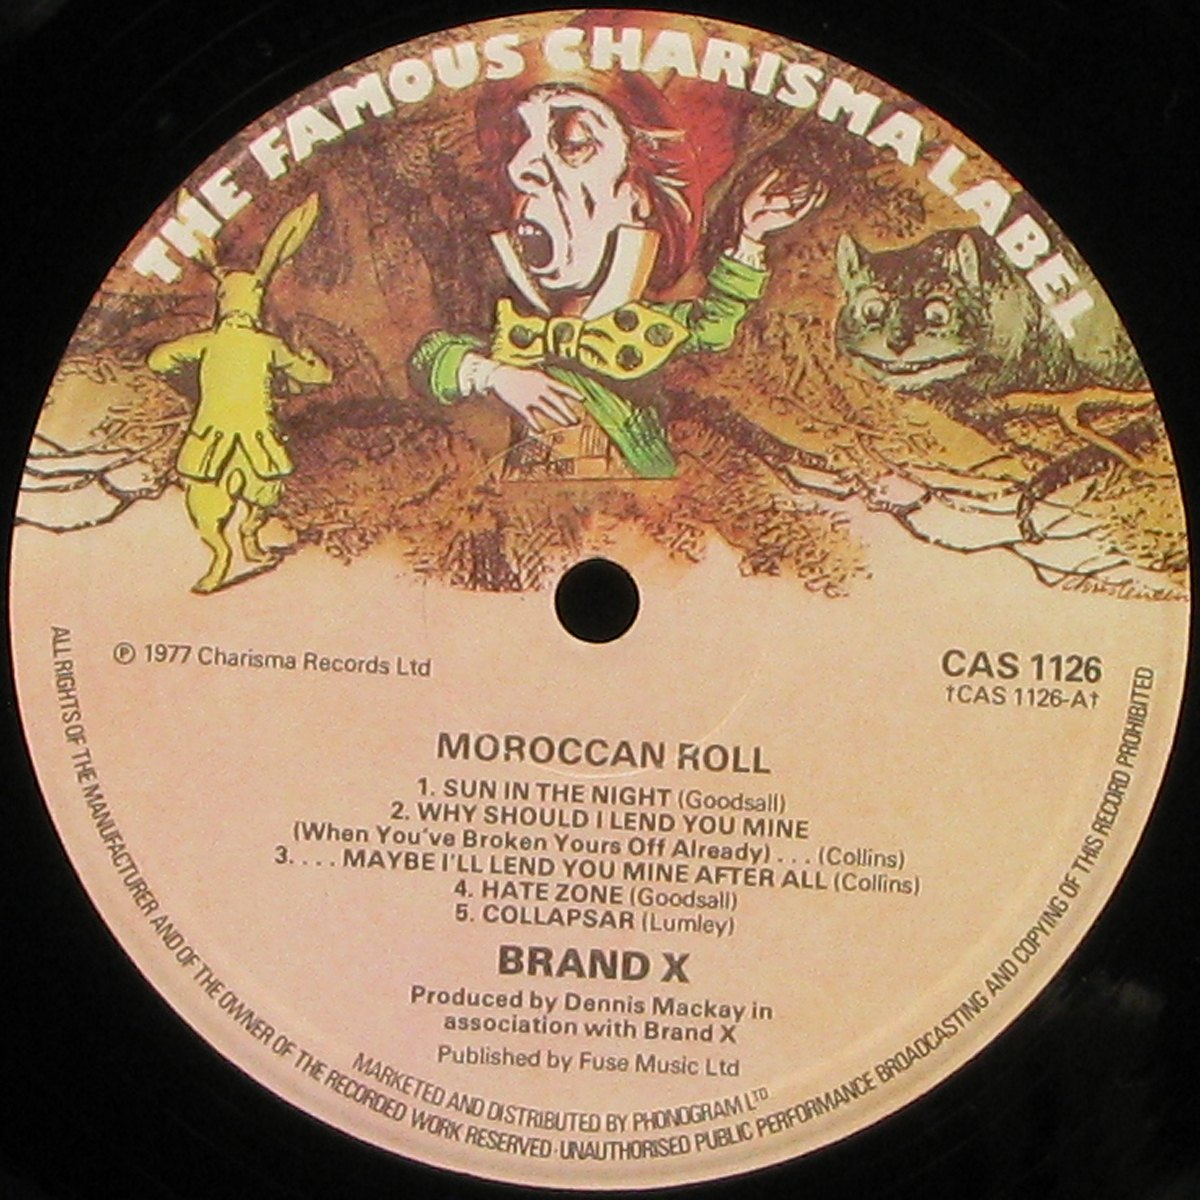 THE FAMOUS CHARISMA LABEL
℗ 1977 Charisma Records Ltd
CAS 1126
†CAS 1126-A†
MOROCCAN ROLL
1. SUN IN THE NIGHT (Goodsall)
2. WHY SHOULD I LEND YOU MINE
(When You've Broken Yours Off Already) . . . (Collins)
3. . . . MAYBE I'LL LEND YOU MINE AFTER ALL (Collins)
4. HATE ZONE (Goodsall)
5. COLLAPSAR (Lumley)
BRAND X
Produced by Dennis Mackay in
association with Brand X
Published by Fuse Music Ltd
MARKETED AND DISTRIBUTED BY PHONOGRAM LTD
ALL RIGHTS OF THE MANUFACTURER AND OF THE OWNER OF THE RECORDED WORK RESERVED · UNAUTHORISED PUBLIC PERFORMANCE BROADCASTING AND COPYING OF THIS RECORD PROHIBITED